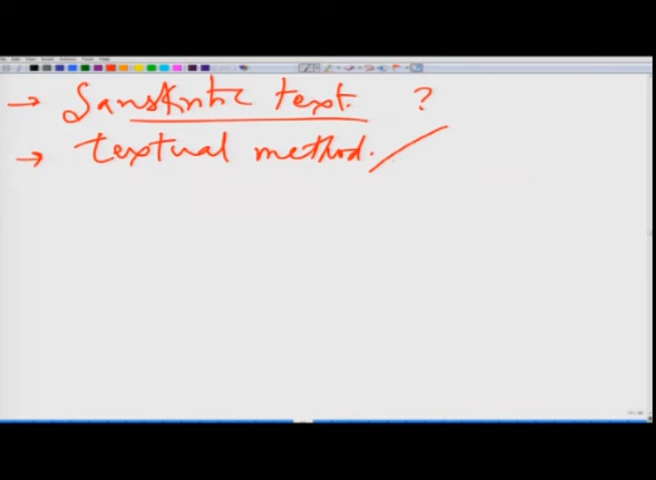 → Sanskritic text. ?
→ textual method.